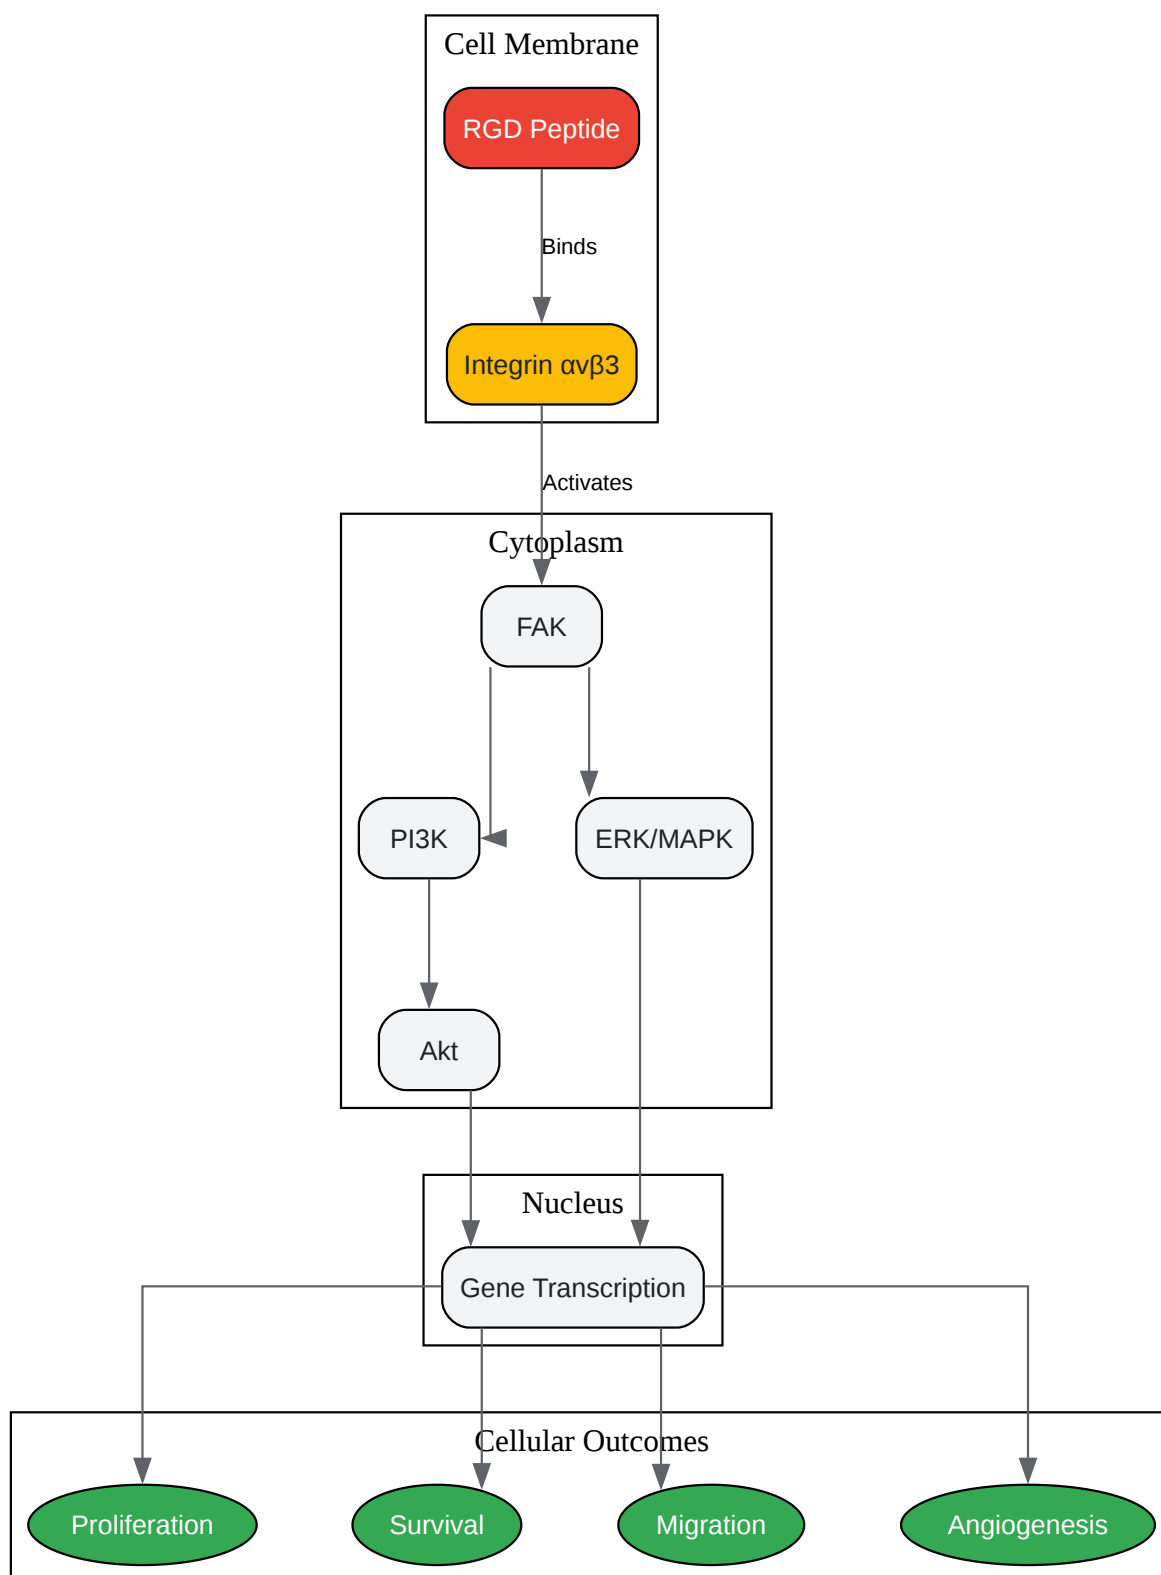 Cell Membrane
RGD Peptide
Binds
Integrin αvβ3
Activates
Cytoplasm
FAK
PI3K
ERK/MAPK
Akt
Nucleus
Gene Transcription
Cellular Outcomes
Proliferation
Survival
Migration
Angiogenesis